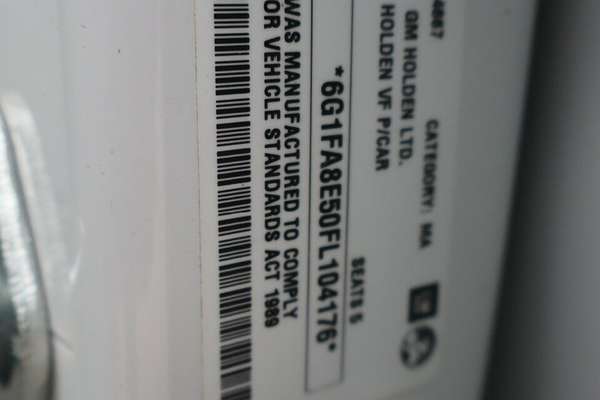 4667 CATEGORY: MA
GM HOLDEN LTD.
HOLDEN VF P/CAR
SEATS 5
*6G1FA8E50FL104176*
WAS MANUFACTURED TO COMPLY
OR VEHICLE STANDARDS ACT 1989